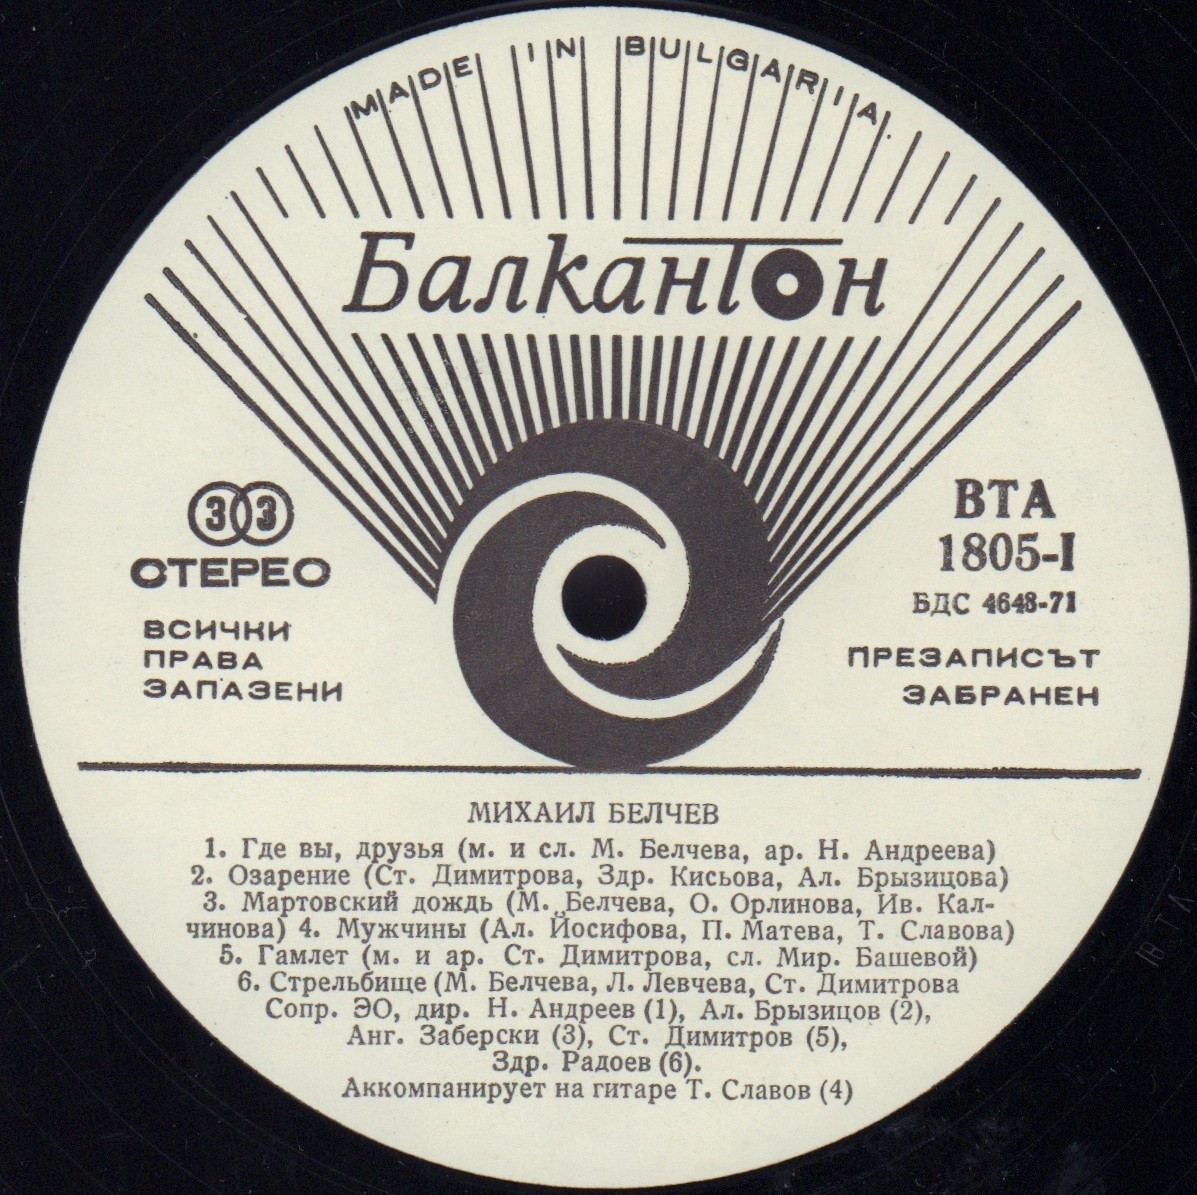 MADE IN BULGARIA
Балкантон
33
СТЕРЕО
ВСИЧКИ
ПРАВА
ЗАПАЗЕНИ
ВТА
1805-I
БДС 4648-71
ПРЕЗАПИСЪТ
ЗАБРАНЕН
МИХАИЛ БЕЛЧЕВ
1. Где вы, друзья (м. и сл. М. Белчева, ар. Н. Андреева)
2. Озарение (Ст. Димитрова, Здр. Кисьова, Ал. Брызицова)
3. Мартовский дождь (М. Белчева, О. Орлинова, Ив. Кал-
чинова) 4. Мужчины (Ал. Йосифова, П. Матева, Т. Славова)
5. Гамлет (м. и ар. Ст. Димитрова, сл. Мир. Башевой)
6. Стрельбище (М. Белчева, Л. Левчева, Ст. Димитрова
Сопр. ЭО, дир. Н. Андреев (1), Ал. Брызицов (2),
Анг. Заберски (3), Ст. Димитров (5),
Здр. Радоев (6).
Аккомпанирует на гитаре Т. Славов (4)